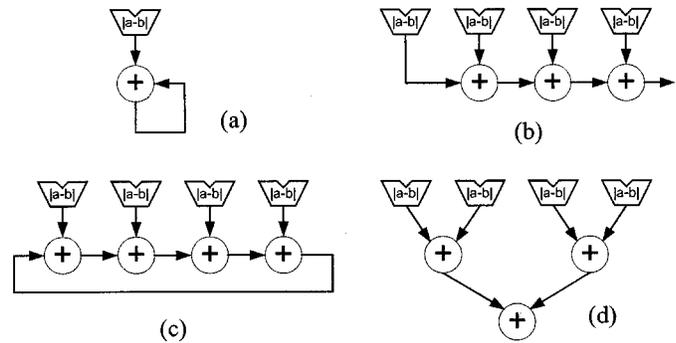 |a-b|
+
(a)
|a-b| |a-b| |a-b| |a-b|
+ + +
(b)
|a-b| |a-b| |a-b| |a-b|
+ + + +
(c)
|a-b| |a-b| |a-b| |a-b|
+ +
+
(d)